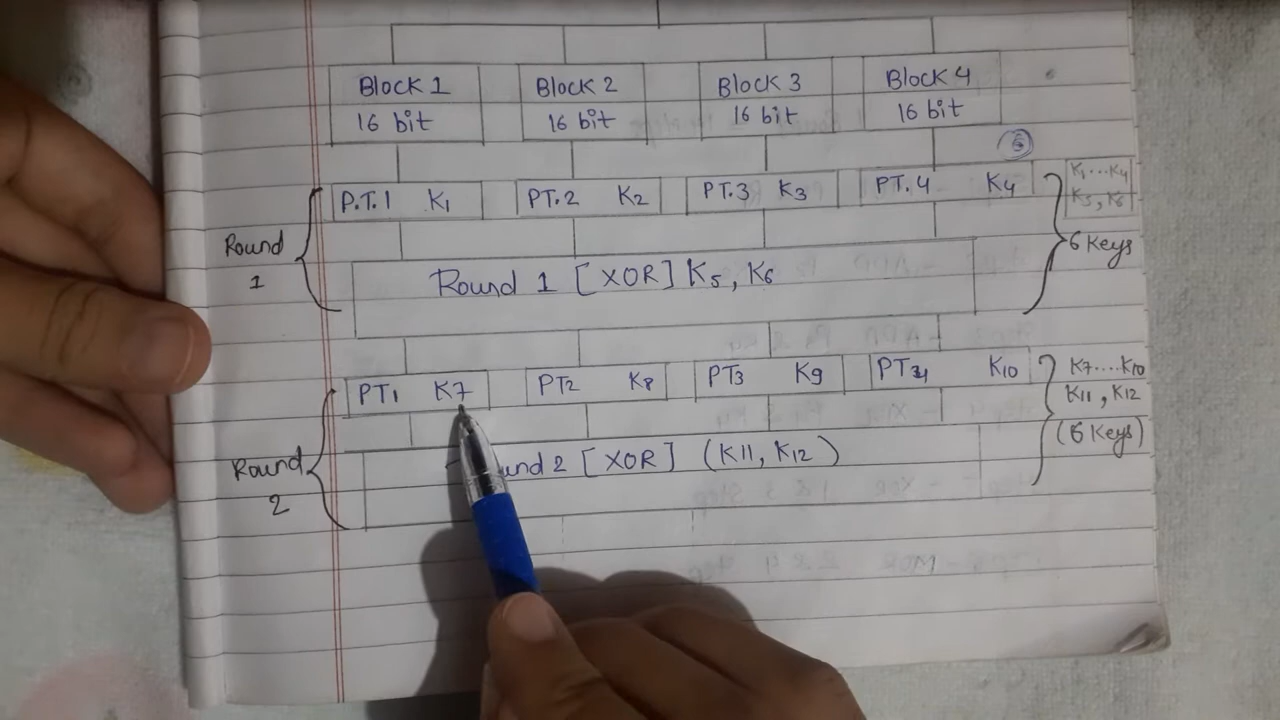 Block 1 Block 2 Block 3 Block 4
16 bit 16 bit 16 bit 16 bit
6
P.T.1 K1 PT.2 K2 PT.3 K3 PT.4 K4
K1...K4
K5, K6
6 Keys
Round
1
Round 1 [XOR] K5, K6
PT1 K7 PT2 K8 PT3 K9 PT4 K10
K7....K10
K11, K12
(6 Keys)
Round
2
und 2 [XOR] (K11, K12)